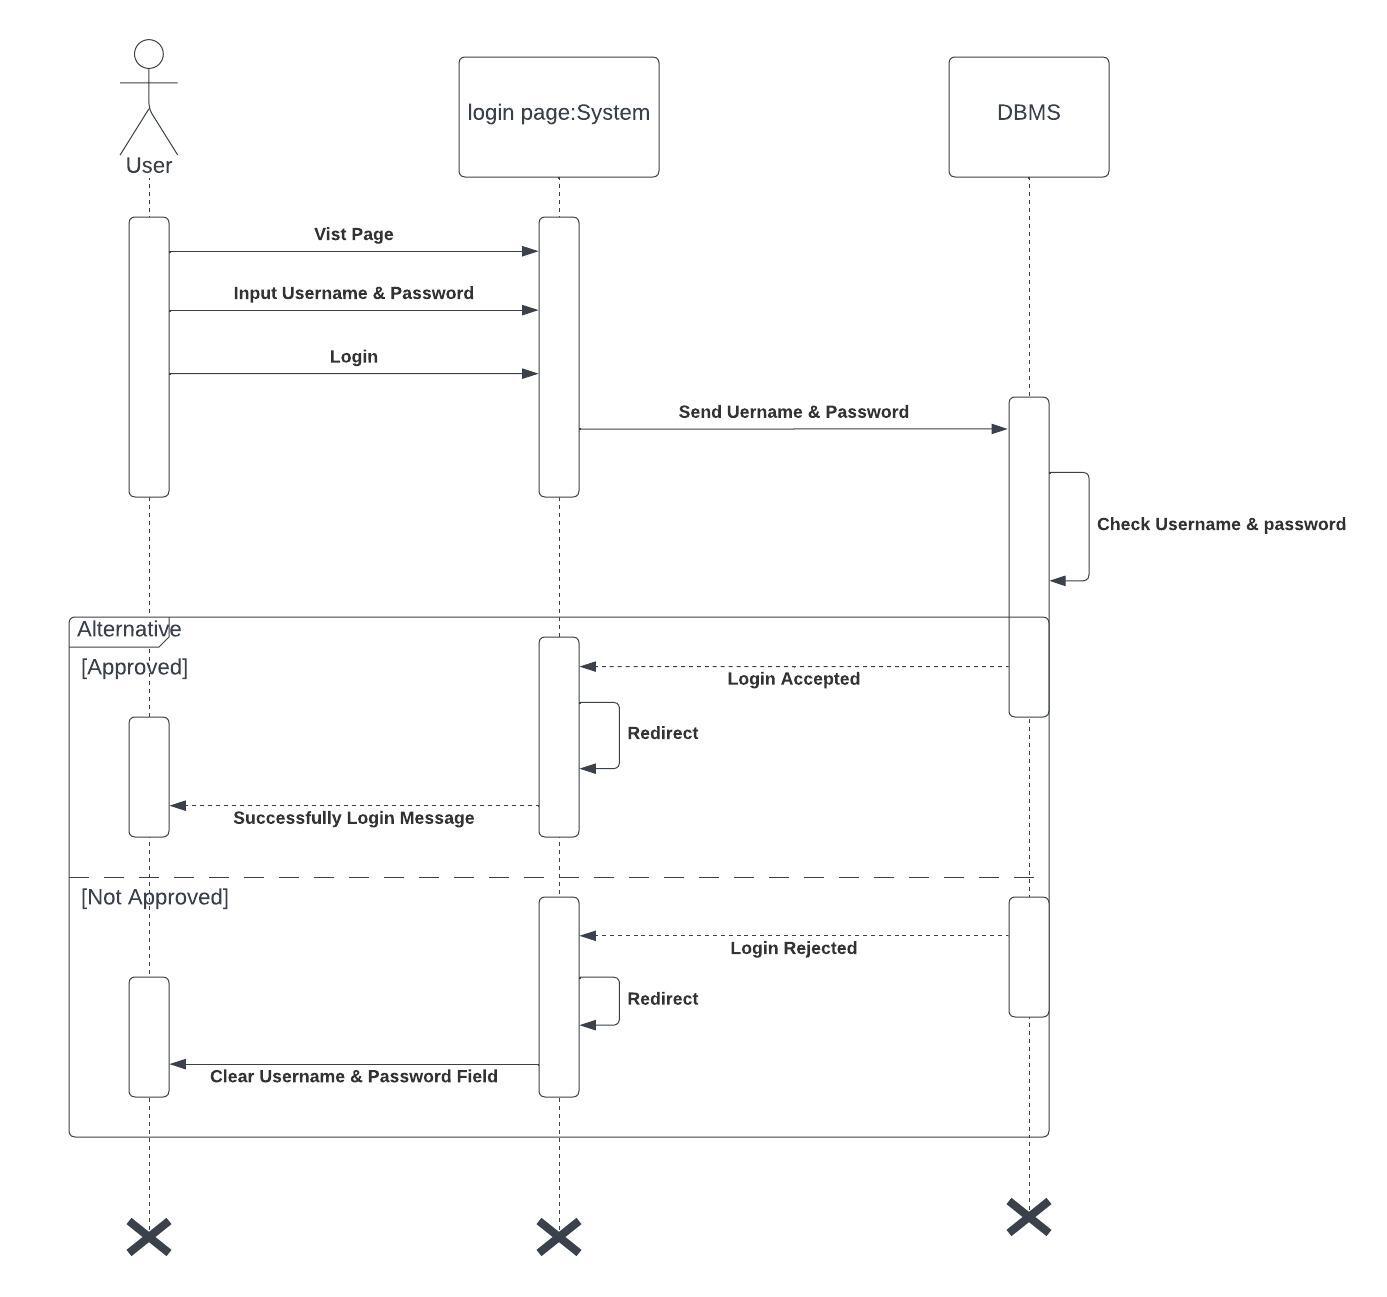 User
login page:System
DBMS
Vist Page
Input Username & Password
Login
Send Uername & Password
Check Username & password
Alternative
[Approved]
Login Accepted
Redirect
Successfully Login Message
[Not Approved]
Login Rejected
Redirect
Clear Username & Password Field